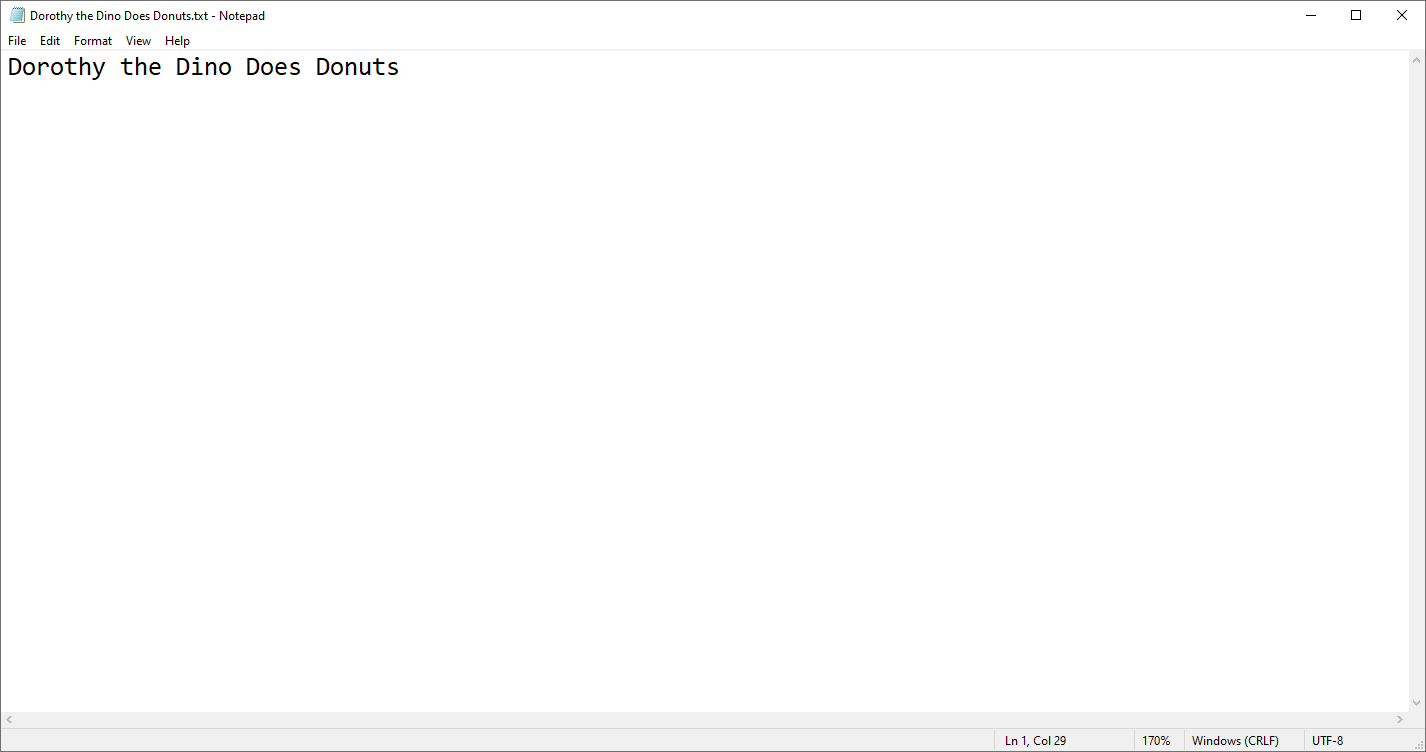 Dorothy the Dino Does Donuts.txt - Notepad
File Edit Format View Help
Dorothy the Dino Does Donuts
Ln 1, Col 29 170% Windows (CRLF) UTF-8